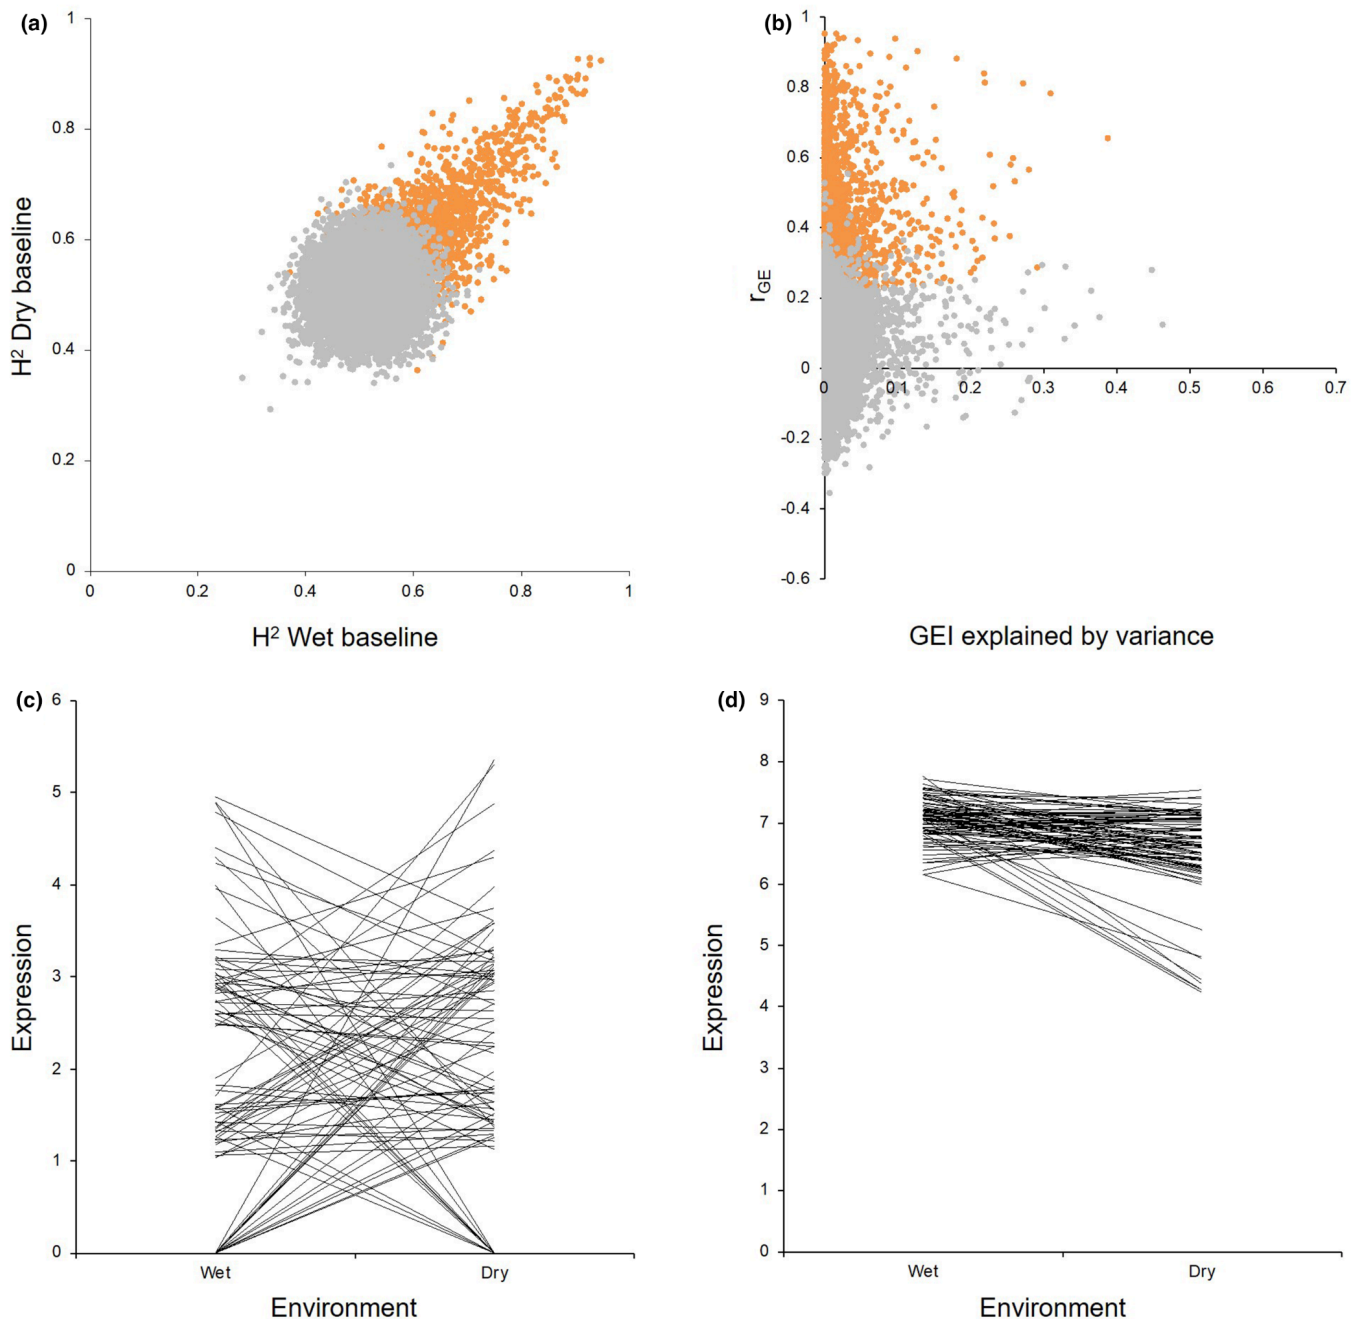 (a)
1
0.8
0.6
0.4
0.2
0
0 0.2 0.4 0.6 0.8 1
H² Dry baseline
H² Wet baseline
(b)
1
0.8
0.6
0.4
0.2
0
-0.2
-0.4
-0.6
0 0.1 0.2 0.3 0.4 0.5 0.6 0.7
rGE
GEI explained by variance
(c)
6
5
4
3
2
1
0
Wet Dry
Expression
Environment
(d)
9
8
7
6
5
4
3
2
1
0
Wet Dry
Expression
Environment